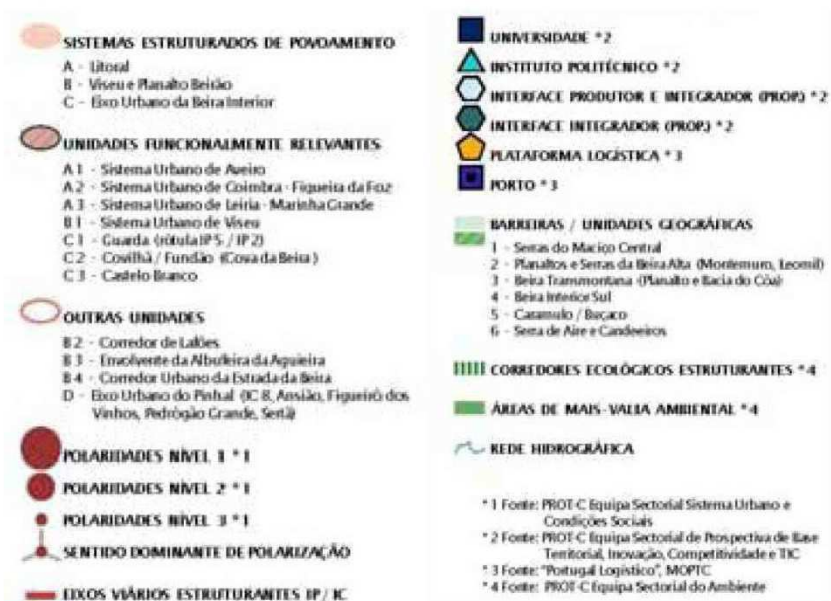 SISTEMAS ESTRUTURADOS DE POVOAMENTO
A - Litoral
B - Viseu e Planalto Beirão
C - Eixo Urbano da Beira Interior
UNIDADES FUNCIONALMENTE RELEVANTES
A 1 - Sistema Urbano de Aveiro
A 2 - Sistema Urbano de Coimbra - Figueira da Foz
A 3 - Sistema Urbano de Leiria - Marinha Grande
B 1 - Sistema Urbano de Viseu
C 1 - Guarda (rótula IP 5 / IP 2)
C 2 - Covilhã / Fundão (Cova da Beira )
C 3 - Castelo Branco
OUTRAS UNIDADES
B 2 - Corredor de Lafões
B 3 - Envolvente da Albufeira da Aguieira
B 4 - Corredor Urbano da Estrada da Beira
D - Eixo Urbano do Pinhal (IC 8, Ansião, Figueiró dos
Vinhos, Pedrógão Grande, Sertã)
POLARIDADES NÍVEL 1 *1
POLARIDADES NÍVEL 2 *1
POLARIDADES NÍVEL 3 *1
SENTIDO DOMINANTE DE POLARIZAÇÃO
EIXOS VIÁRIOS ESTRUTURANTES IP / IC
UNIVERSIDADE *2
INSTITUTO POLITÉCNICO *2
INTERFACE PRODUTOR E INTEGRADOR (PROP.) *2
INTERFACE INTEGRADOR (PROP.) *2
PLATAFORMA LOGÍSTICA *3
PORTO *3
BARREIRAS / UNIDADES GEOGRÁFICAS
1 - Serras do Maciço Central
2 - Planaltos e Serras da Beira Alta (Montemuro, Leomil)
3 - Beira Transmontana (Planalto e Bacia do Côa)
4 - Beira Interior Sul
5 - Caramulo / Buçaco
6 - Serra de Aire e Candeeiros
CORREDORES ECOLÓGICOS ESTRUTURANTES *4
ÁREAS DE MAIS-VALIA AMBIENTAL *4
REDE HIDROGRÁFICA
*1 Fonte: PROT-C Equipa Sectorial Sistema Urbano e
Condições Sociais
*2 Fonte: PROT-C Equipa Sectorial de Prospectiva de Base
Territorial, Inovação, Competitividade e TIC
*3 Fonte: "Portugal Logístico", MOPTC
*4 Fonte: PROT-C Equipa Sectorial do Ambiente